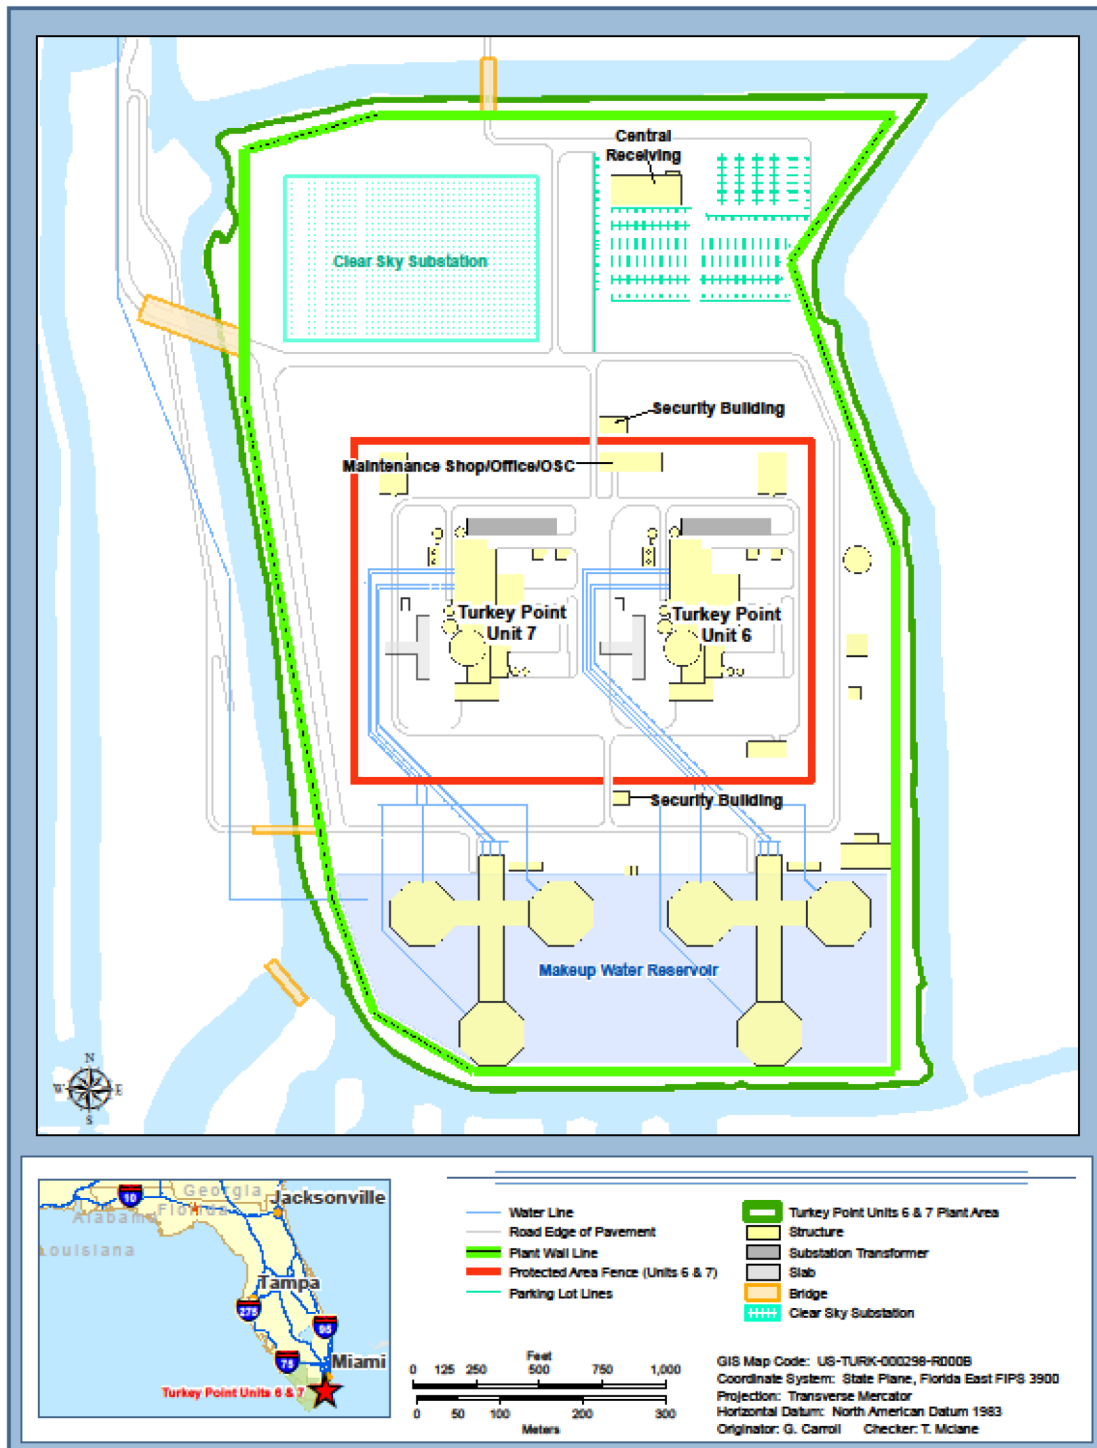 Central
Receiving
Clear Sky Substation
Security Building
Maintenance Shop/Office/OSC
Turkey Point
Unit 7
Turkey Point
Unit 6
Security Building
Makeup Water Reservoir
N
W
E
S
10
Georgia
Jacksonville
Florida
Alabama
Louisiana
Tampa
275
95
75
Miami
Turkey Point Units 6 & 7
Water Line
Road Edge of Pavement
Plant Wall Line
Protected Area Fence (Units 6 & 7)
Parking Lot Lines
Turkey Point Units 6 & 7 Plant Area
Structure
Substation Transformer
Slab
Bridge
Clear Sky Substation
Feet
0 125 250 500 750 1,000
0 50 100 200 300
Meters
GIS Map Code: US-TURK-000298-R000B
Coordinate System: State Plane, Florida East FIPS 3900
Projection: Transverse Mercator
Horizontal Datum: North American Datum 1983
Originator: G. Carroll Checker: T. Mclane